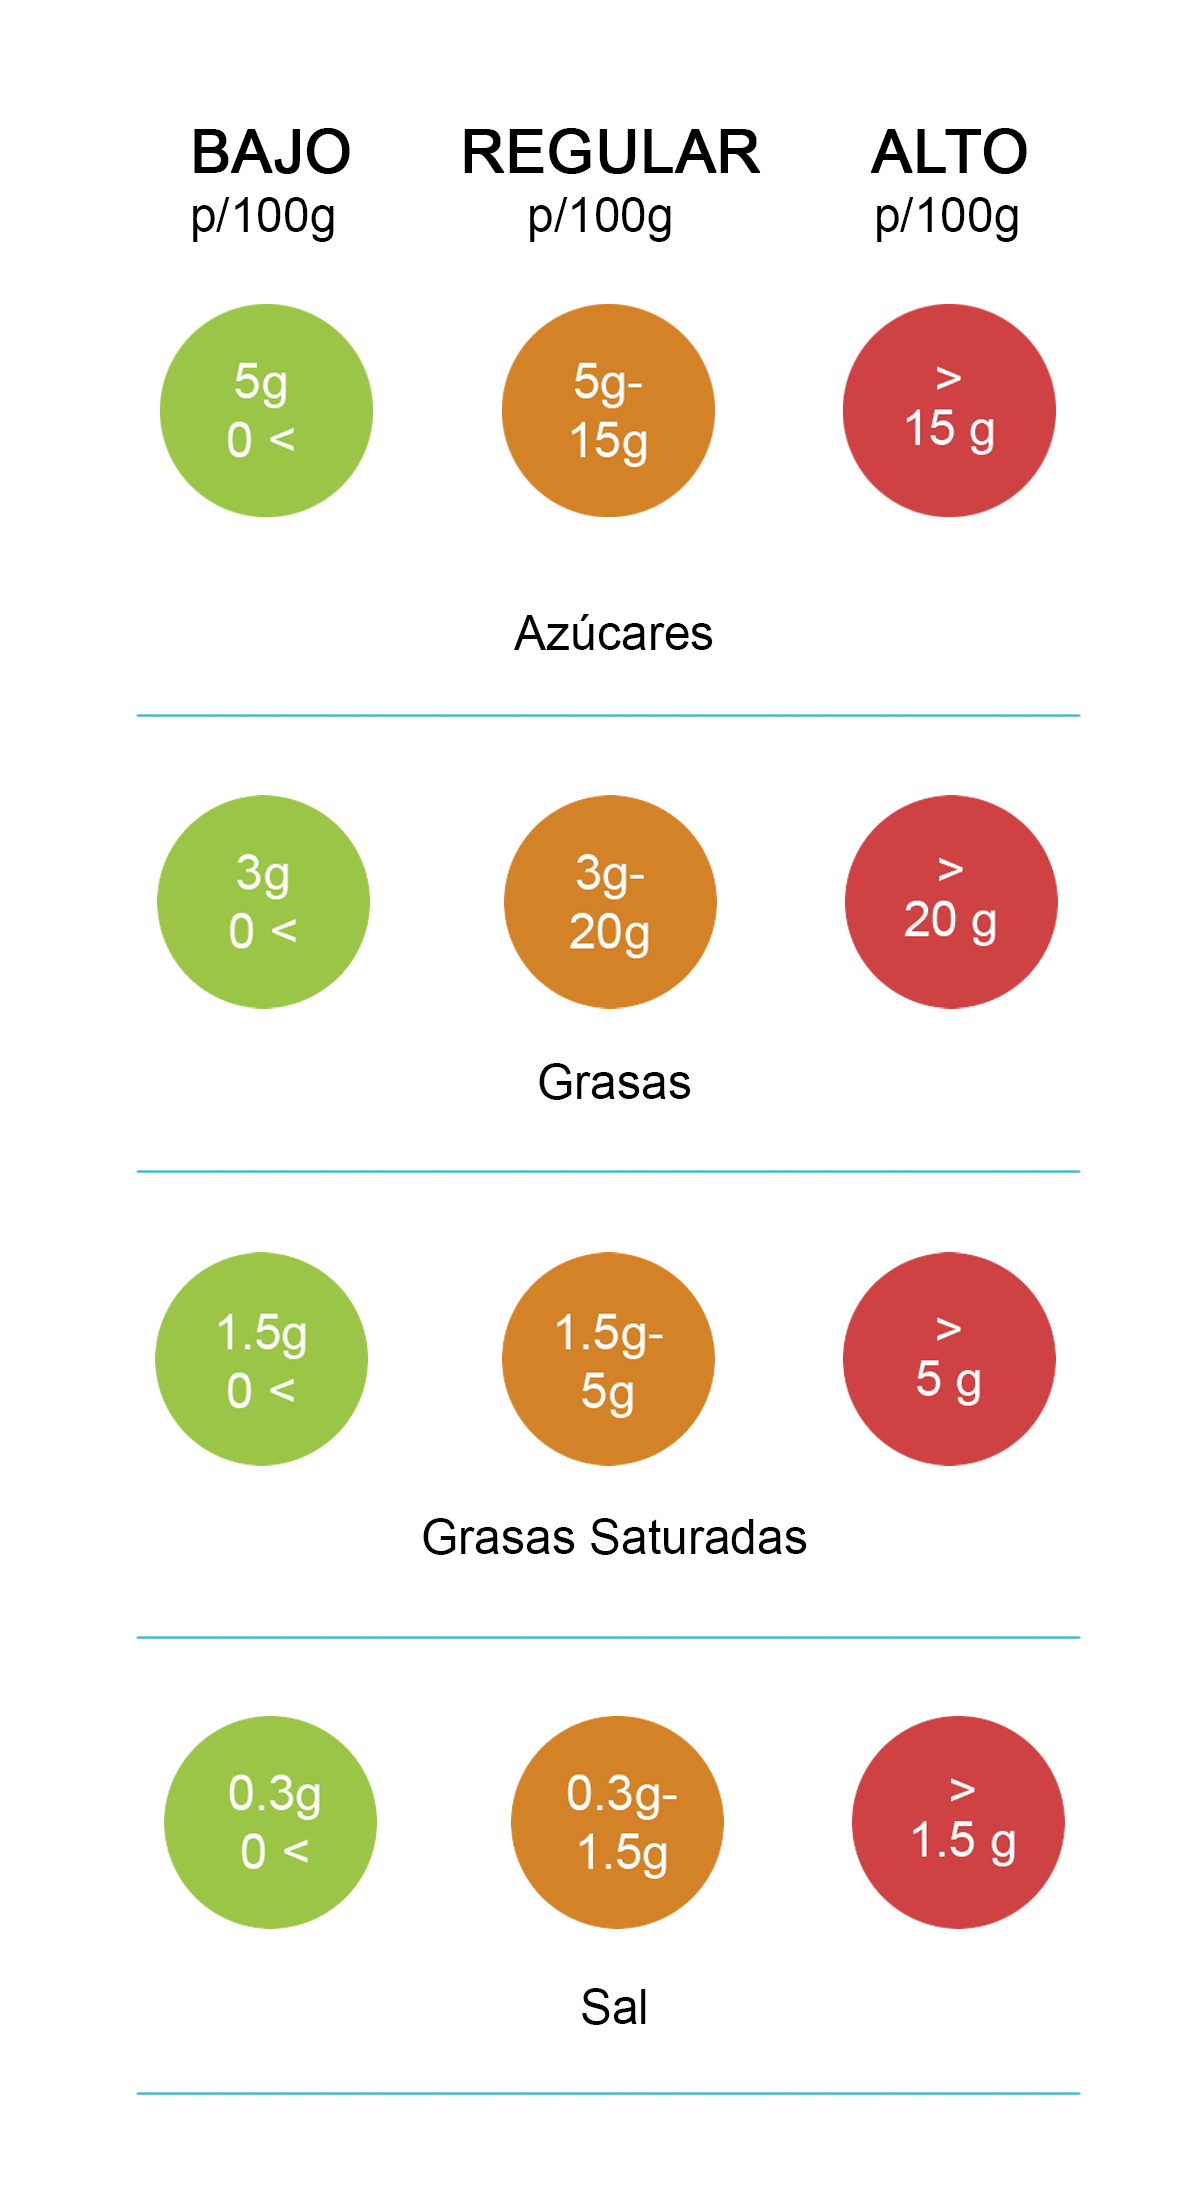 BAJO
REGULAR
ALTO
p/100g
p/100g
p/100g
5g
0 <
5g-
15g
>
15 g
Azúcares
3g
0 <
3g-
20g
>
20 g
Grasas
1.5g
0 <
1.5g-
5g
>
5 g
Grasas Saturadas
0.3g
0 <
0.3g-
1.5g
>
1.5 g
Sal